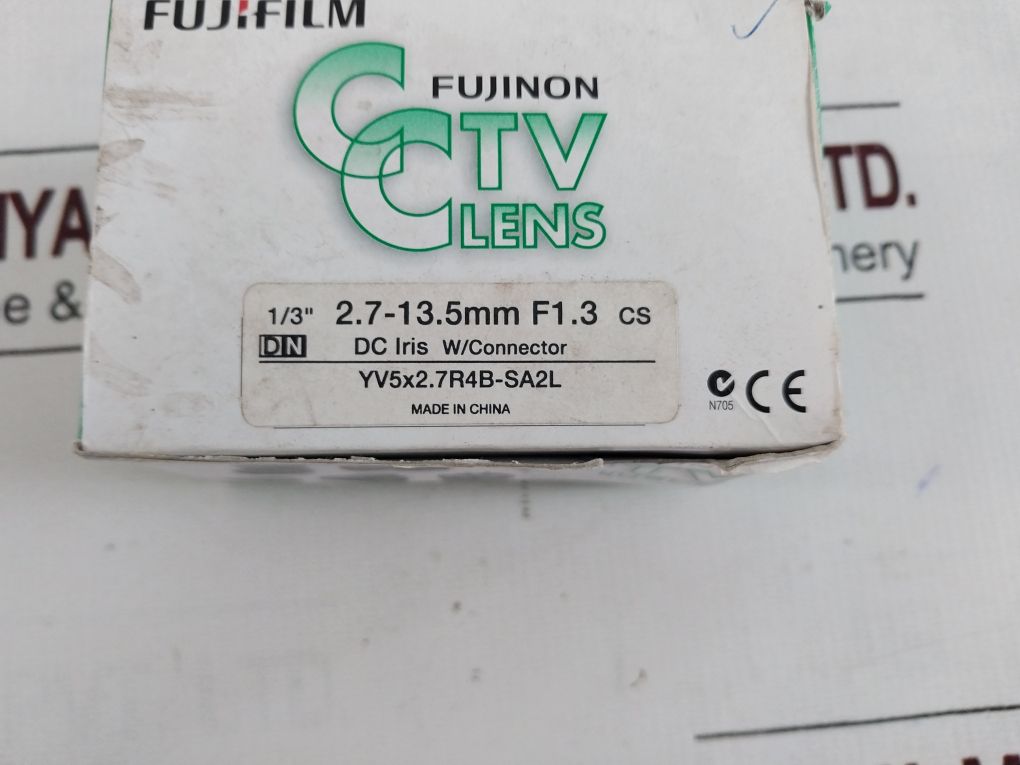 FUJIFILM
FUJINON
CCTV
LENS
1/3" 2.7-13.5mm F1.3 CS
DN DC Iris W/Connector
YV5x2.7R4B-SA2L
MADE IN CHINA
N705
CE
TD.
&